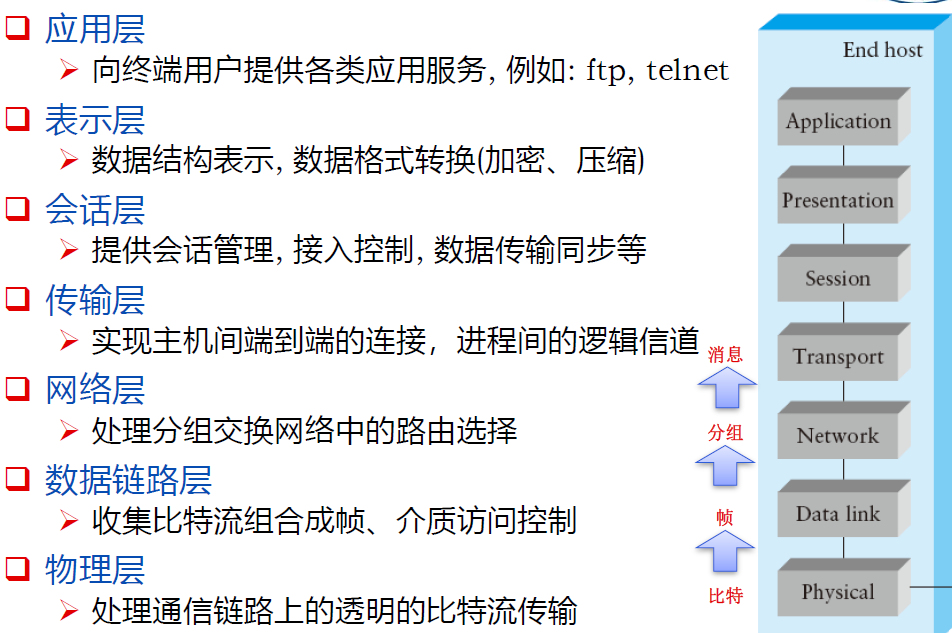 应用层
向终端用户提供各类应用服务, 例如: ftp, telnet
表示层
数据结构表示, 数据格式转换(加密、压缩)
会话层
提供会话管理, 接入控制, 数据传输同步等
传输层
实现主机间端到端的连接，进程间的逻辑信道
网络层
处理分组交换网络中的路由选择
数据链路层
收集比特流组合成帧、介质访问控制
物理层
处理通信链路上的透明的比特流传输
消息
分组
帧
比特
End host
Application
Presentation
Session
Transport
Network
Data link
Physical